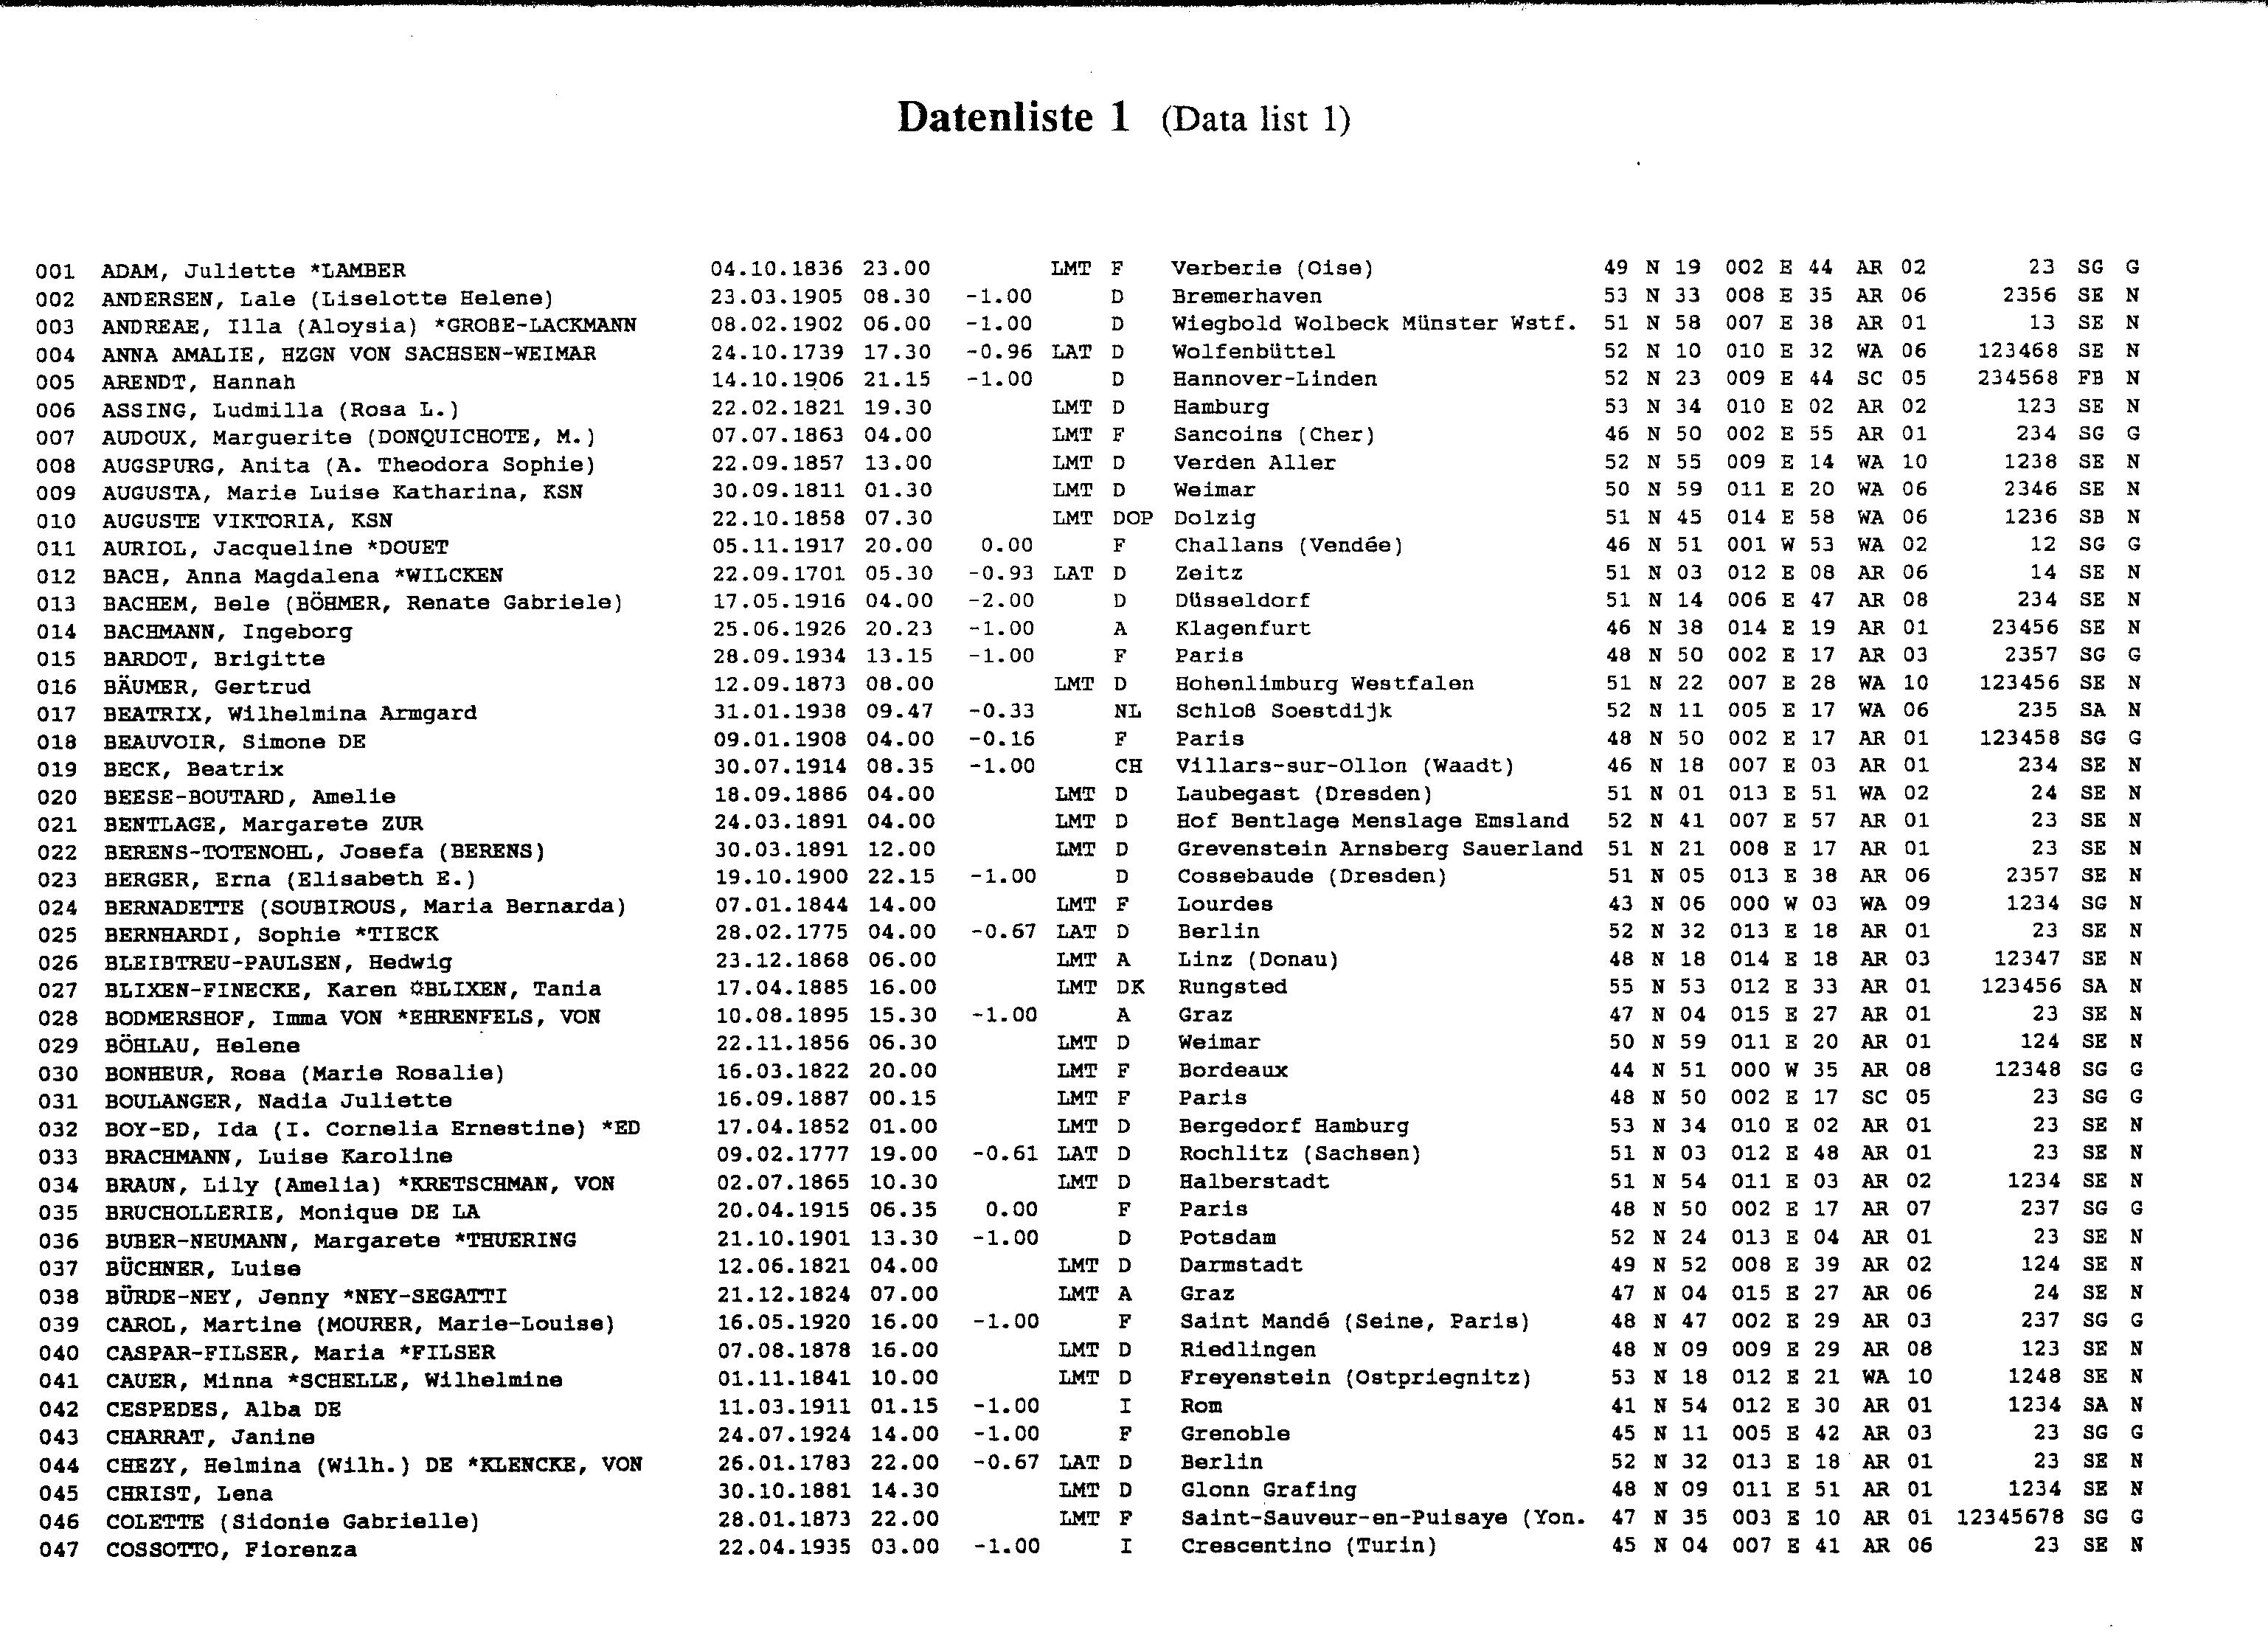 Datenliste 1 (Data list 1)
001 ADAM, Juliette *LAMBER 04.10.1836 23.00 LMT F Verberie (Oise) 49 N 19 002 E 44 AR 02 23 SG G
002 ANDERSEN, Lale (Liselotte Helene) 23.03.1905 08.30 -1.00 D Bremerhaven 53 N 33 008 E 35 AR 06 2356 SE N
003 ANDREAE, Illa (Aloysia) *GROßE-LACKMANN 08.02.1902 06.00 -1.00 D Wiegbold Wolbeck Münster Wstf. 51 N 58 007 E 38 AR 01 13 SE N
004 ANNA AMALIE, HZGN VON SACHSEN-WEIMAR 24.10.1739 17.30 -0.96 LAT D Wolfenbüttel 52 N 10 010 E 32 WA 06 123468 SE N
005 ARENDT, Hannah 14.10.1906 21.15 -1.00 D Hannover-Linden 52 N 23 009 E 44 SC 05 234568 FB N
006 ASSING, Ludmilla (Rosa L.) 22.02.1821 19.30 LMT D Hamburg 53 N 34 010 E 02 AR 02 123 SE N
007 AUDOUX, Marguerite (DONQUICHOTE, M.) 07.07.1863 04.00 LMT F Sancoins (Cher) 46 N 50 002 E 55 AR 01 234 SG G
008 AUGSPURG, Anita (A. Theodora Sophie) 22.09.1857 13.00 LMT D Verden Aller 52 N 55 009 E 14 WA 10 1238 SE N
009 AUGUSTA, Marie Luise Katharina, KSN 30.09.1811 01.30 LMT D Weimar 50 N 59 011 E 20 WA 06 2346 SE N
010 AUGUSTE VIKTORIA, KSN 22.10.1858 07.30 LMT DOP Dolzig 51 N 45 014 E 58 WA 06 1236 SB N
011 AURIOL, Jacqueline *DOUET 05.11.1917 20.00 0.00 F Challans (Vendée) 46 N 51 001 W 53 WA 02 12 SG G
012 BACH, Anna Magdalena *WILCKEN 22.09.1701 05.30 -0.93 LAT D Zeitz 51 N 03 012 E 08 AR 06 14 SE N
013 BACHEM, Bele (BÖHMER, Renate Gabriele) 17.05.1916 04.00 -2.00 D Düsseldorf 51 N 14 006 E 47 AR 08 234 SE N
014 BACHMANN, Ingeborg 25.06.1926 20.23 -1.00 A Klagenfurt 46 N 38 014 E 19 AR 01 23456 SE N
015 BARDOT, Brigitte 28.09.1934 13.15 -1.00 F Paris 48 N 50 002 E 17 AR 03 2357 SG G
016 BÄUMER, Gertrud 12.09.1873 08.00 LMT D Hohenlimburg Westfalen 51 N 22 007 E 28 WA 10 123456 SE N
017 BEATRIX, Wilhelmina Armgard 31.01.1938 09.47 -0.33 NL Schloß Soestdijk 52 N 11 005 E 17 WA 06 235 SA N
018 BEAUVOIR, Simone DE 09.01.1908 04.00 -0.16 F Paris 48 N 50 002 E 17 AR 01 123458 SG G
019 BECK, Beatrix 30.07.1914 08.35 -1.00 CH Villars-sur-Ollon (Waadt) 46 N 18 007 E 03 AR 01 234 SE N
020 BEESE-BOUTARD, Amelie 18.09.1886 04.00 LMT D Laubegast (Dresden) 51 N 01 013 E 51 WA 02 24 SE N
021 BENTLAGE, Margarete ZUR 24.03.1891 04.00 LMT D Hof Bentlage Menslage Emsland 52 N 41 007 E 57 AR 01 23 SE N
022 BERENS-TOTENOHL, Josefa (BERENS) 30.03.1891 12.00 LMT D Grevenstein Arnsberg Sauerland 51 N 21 008 E 17 AR 01 23 SE N
023 BERGER, Erna (Elisabeth E.) 19.10.1900 22.15 -1.00 D Cossebaude (Dresden) 51 N 05 013 E 38 AR 06 2357 SE N
024 BERNADETTE (SOUBIROUS, Maria Bernarda) 07.01.1844 14.00 LMT F Lourdes 43 N 06 000 W 03 WA 09 1234 SG N
025 BERNHARDI, Sophie *TIECK 28.02.1775 04.00 -0.67 LAT D Berlin 52 N 32 013 E 18 AR 01 23 SE N
026 BLEIBTREU-PAULSEN, Hedwig 23.12.1868 06.00 LMT A Linz (Donau) 48 N 18 014 E 18 AR 03 12347 SE N
027 BLIXEN-FINECKE, Karen ¤BLIXEN, Tania 17.04.1885 16.00 LMT DK Rungsted 55 N 53 012 E 33 AR 01 123456 SA N
028 BODMERSHOF, Imma VON *EHRENFELS, VON 10.08.1895 15.30 -1.00 A Graz 47 N 04 015 E 27 AR 01 23 SE N
029 BÖHLAU, Helene 22.11.1856 06.30 LMT D Weimar 50 N 59 011 E 20 AR 01 124 SE N
030 BONHEUR, Rosa (Marie Rosalie) 16.03.1822 20.00 LMT F Bordeaux 44 N 51 000 W 35 AR 08 12348 SG G
031 BOULANGER, Nadia Juliette 16.09.1887 00.15 LMT F Paris 48 N 50 002 E 17 SC 05 23 SG G
032 BOY-ED, Ida (I. Cornelia Ernestine) *ED 17.04.1852 01.00 LMT D Bergedorf Hamburg 53 N 34 010 E 02 AR 01 23 SE N
033 BRACHMANN, Luise Karoline 09.02.1777 19.00 -0.61 LAT D Rochlitz (Sachsen) 51 N 03 012 E 48 AR 01 23 SE N
034 BRAUN, Lily (Amelia) *KRETSCHMAN, VON 02.07.1865 10.30 LMT D Halberstadt 51 N 54 011 E 03 AR 02 1234 SE N
035 BRUCHOLLERIE, Monique DE LA 20.04.1915 06.35 0.00 F Paris 48 N 50 002 E 17 AR 07 237 SG G
036 BUBER-NEUMANN, Margarete *THUERING 21.10.1901 13.30 -1.00 D Potsdam 52 N 24 013 E 04 AR 01 23 SE N
037 BÜCHNER, Luise 12.06.1821 04.00 LMT D Darmstadt 49 N 52 008 E 39 AR 02 124 SE N
038 BÜRDE-NEY, Jenny *NEY-SEGATTI 21.12.1824 07.00 LMT A Graz 47 N 04 015 E 27 AR 06 24 SE N
039 CAROL, Martine (MOURER, Marie-Louise) 16.05.1920 16.00 -1.00 F Saint Mandé (Seine, Paris) 48 N 47 002 E 29 AR 03 237 SG G
040 CASPAR-FILSER, Maria *FILSER 07.08.1878 16.00 LMT D Riedlingen 48 N 09 009 E 29 AR 08 123 SE N
041 CAUER, Minna *SCHELLE, Wilhelmine 01.11.1841 10.00 LMT D Freyenstein (Ostpriegnitz) 53 N 18 012 E 21 WA 10 1248 SE N
042 CESPEDES, Alba DE 11.03.1911 01.15 -1.00 I Rom 41 N 54 012 E 30 AR 01 1234 SA N
043 CHARRAT, Janine 24.07.1924 14.00 -1.00 F Grenoble 45 N 11 005 E 42 AR 03 23 SG G
044 CHEZY, Helmina (Wilh.) DE *KLENCKE, VON 26.01.1783 22.00 -0.67 LAT D Berlin 52 N 32 013 E 18 AR 01 23 SE N
045 CHRIST, Lena 30.10.1881 14.30 LMT D Glonn Grafing 48 N 09 011 E 51 AR 01 1234 SE N
046 COLETTE (Sidonie Gabrielle) 28.01.1873 22.00 LMT F Saint-Sauveur-en-Puisaye (Yon. 47 N 35 003 E 10 AR 01 12345678 SG G
047 COSSOTTO, Fiorenza 22.04.1935 03.00 -1.00 I Crescentino (Turin) 45 N 04 007 E 41 AR 06 23 SE N